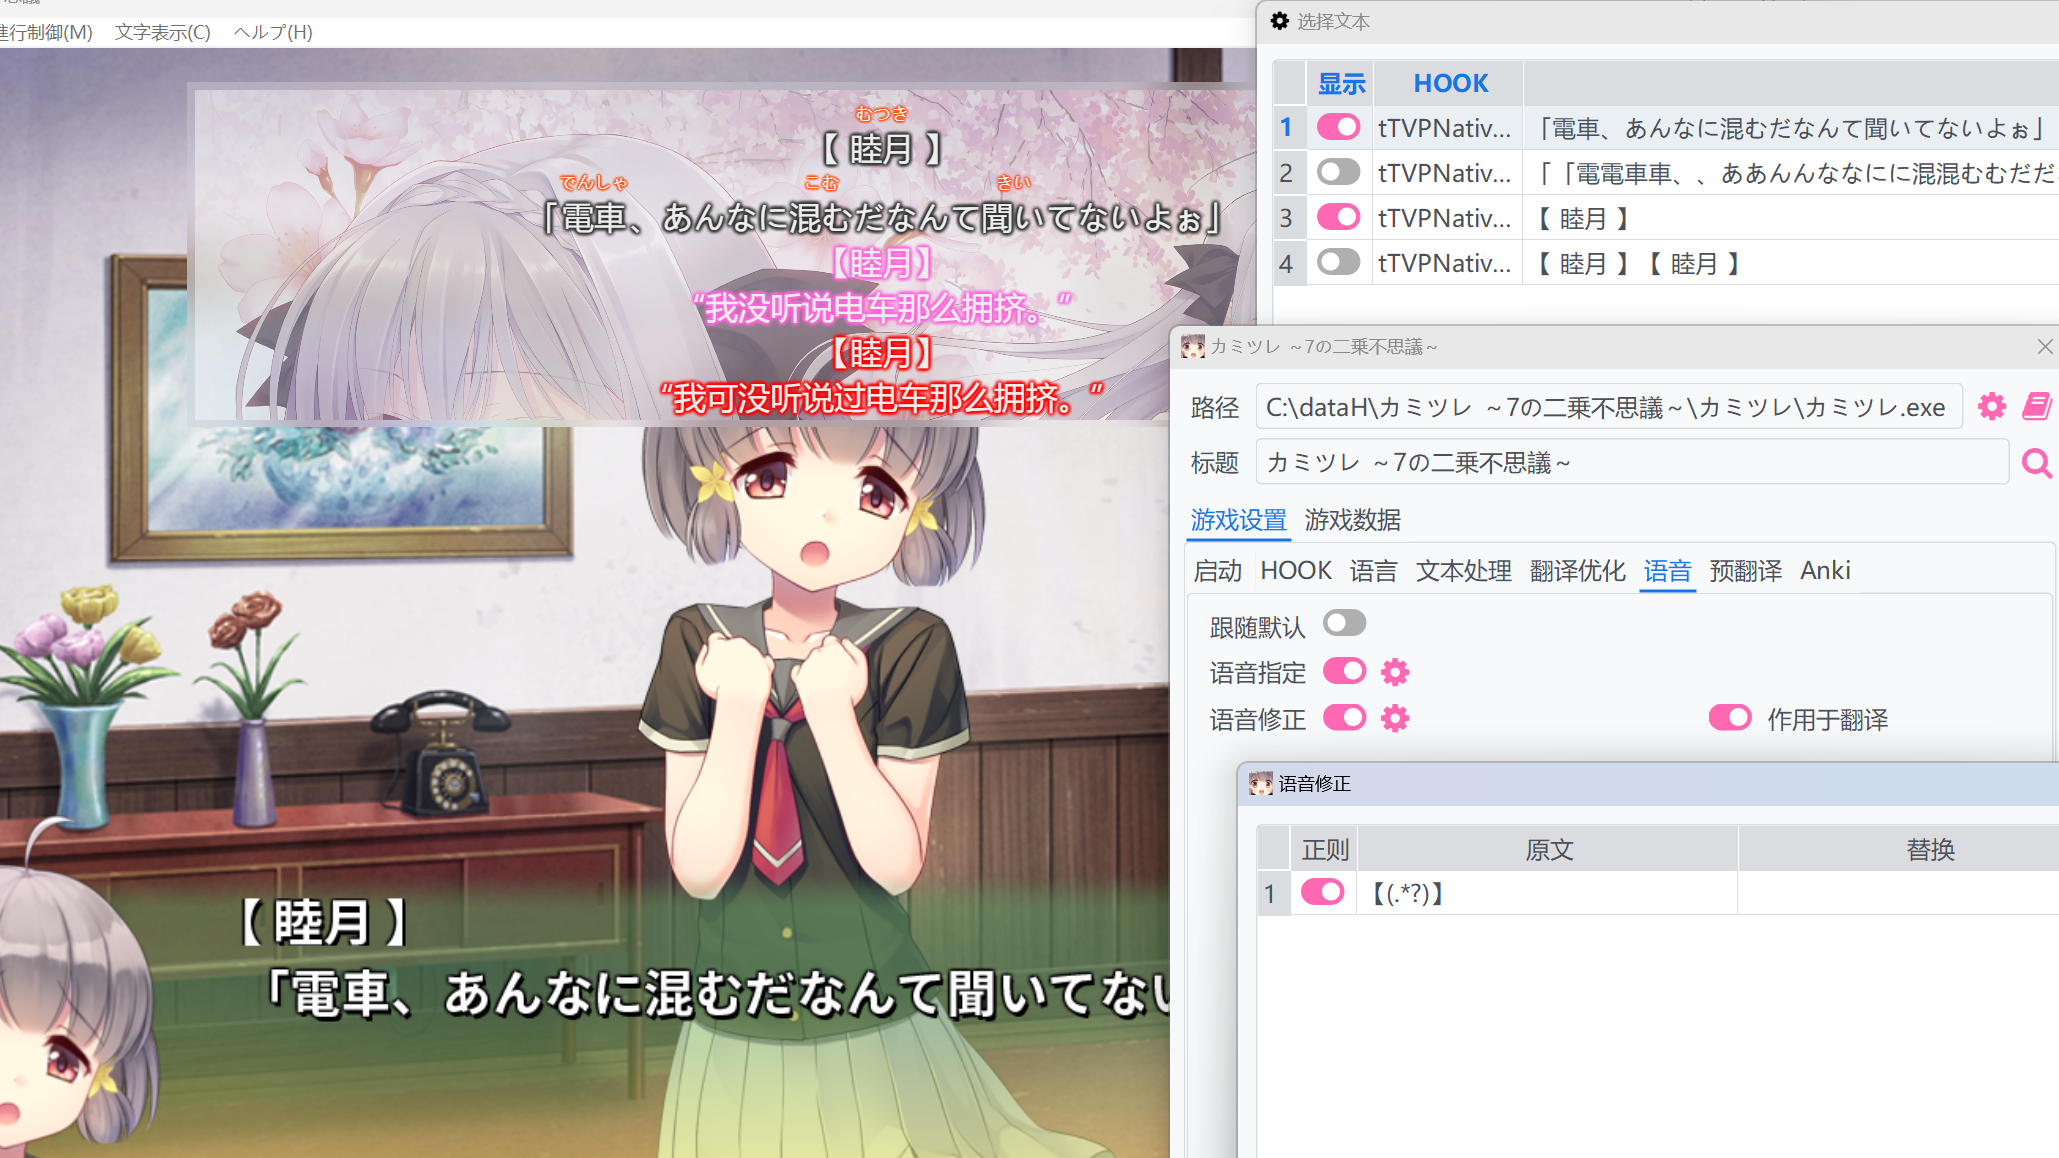 進行制御(M) 文字表示(C) ヘルプ(H)
むつき
【 睦月 】
でんしゃ こむ きい
「電車、あんなに混むだなんて聞いてないよぉ」
【睦月】
“我没听说电车那么拥挤。”
【睦月】
“我可没听说过电车那么拥挤。”
【 睦月 】
「電車、あんなに混むだなんて聞いてな
选择文本
显示 HOOK
1 tTVPNativ... 「電車、あんなに混むだなんて聞いてないよぉ」
2 tTVPNativ... 「「電電車車、、ああんんななにに混混むむだだ
3 tTVPNativ... 【 睦月 】
4 tTVPNativ... 【 睦月 】【 睦月 】
カミツレ ～7の二乗不思議～
路径 C:\dataH\カミツレ ～7の二乗不思議～\カミツレ\カミツレ.exe
标题 カミツレ ～7の二乗不思議～
游戏设置 游戏数据
启动 HOOK 语言 文本处理 翻译优化 语音 预翻译 Anki
跟随默认
语音指定
语音修正 作用于翻译
语音修正
正则 原文 替换
1 【(.*?)】